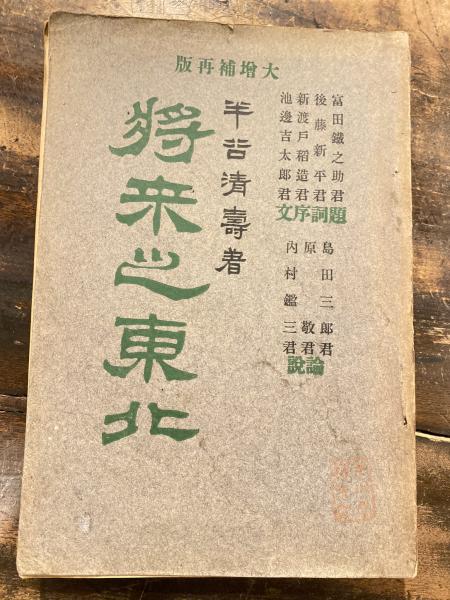 大增補再版
富田鐵之助君
後藤新平君
新渡戶稻造君
池邊吉太郎君
題詞序文
島田三郎君
原敬君
內村鑑三君
論說
半谷清壽著
將來之東北